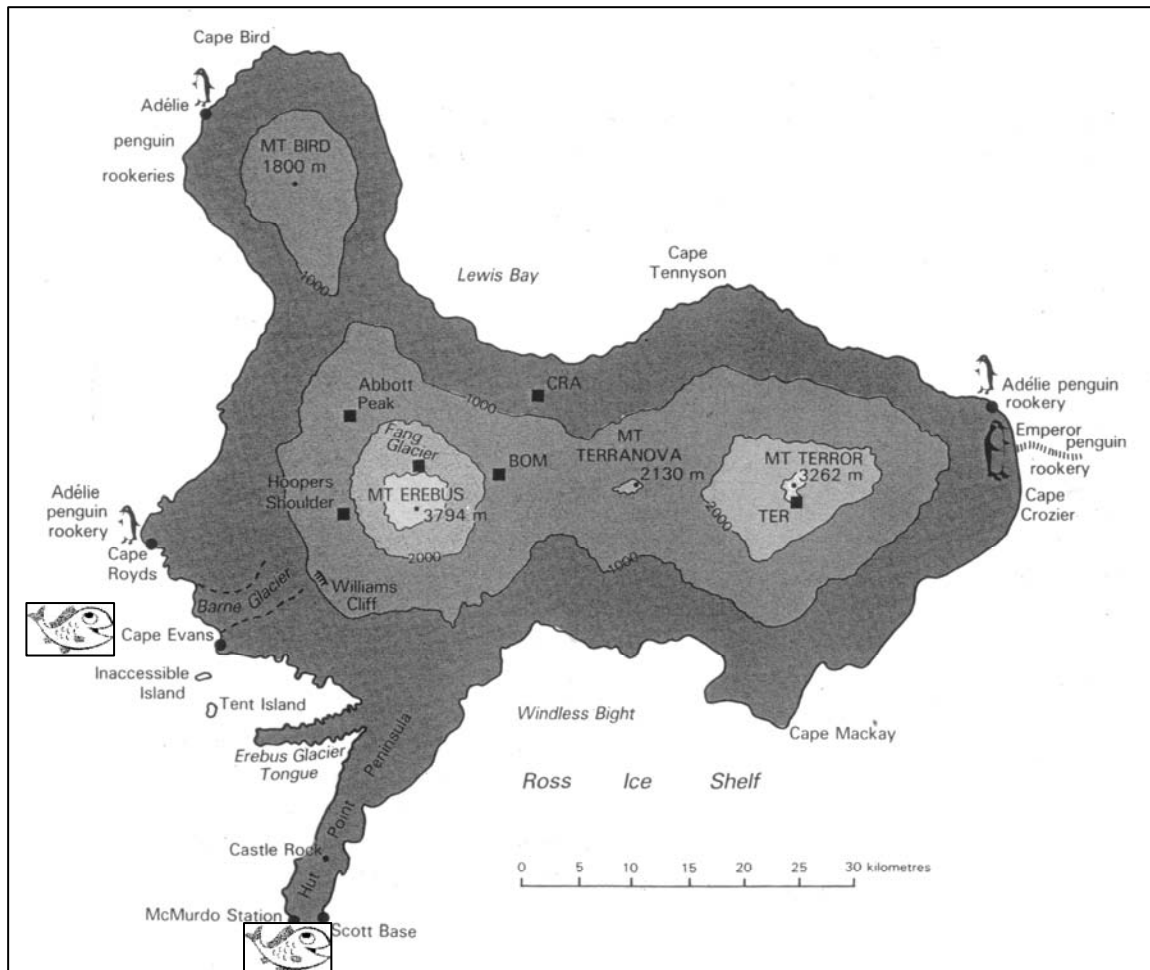 Cape Bird
Adélie
penguin
rookeries
MT BIRD
1800 m
1000
Lewis Bay
Cape
Tennyson
Abbott
Peak
CRA
1000
Fang
Glacier
BOM
MT
TERRANOVA
2130 m
MT TERROR
3262 m
TER
2000
1000
Adélie penguin
rookery
Emperor
penguin
rookery
Cape
Crozier
Hoopers
Shoulder
MT EREBUS
3794 m
2000
Adélie
penguin
rookery
Cape
Royds
Barne Glacier
Williams
Cliff
Cape Evans
Inaccessible
Island
Tent Island
Erebus Glacier
Tongue
Windless Bight
Cape Mackay
Ross Ice Shelf
Hut Point Peninsula
Castle Rock
0 5 10 15 20 25 30 kilometres
McMurdo Station
Scott Base